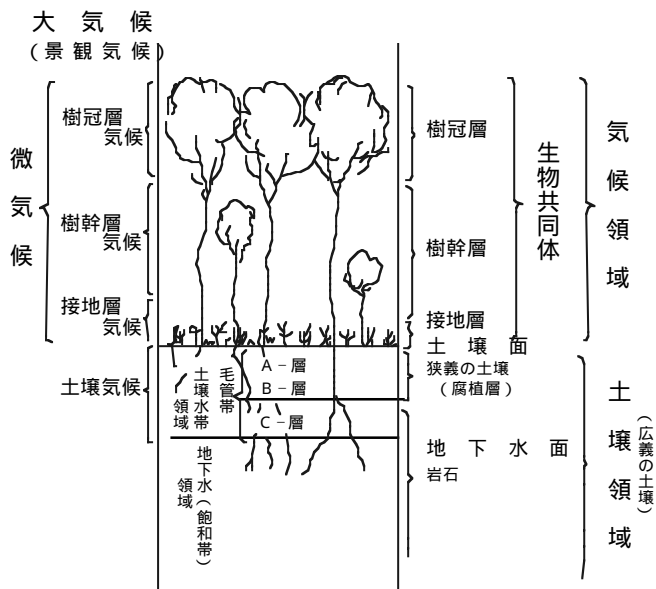 大気候
(景観気候)
微気候
樹冠層
気候
樹幹層
気候
接地層
気候
土壌気候
樹冠層
樹幹層
接地層
土壌面
狭義の土壌
(腐植層)
地下水面
岩石
生物共同体
気候領域
土壌領域
(広義の土壌)
A-層
B-層
C-層
毛管帯
土壌水帯
領域
地下水(飽和帯)
領域